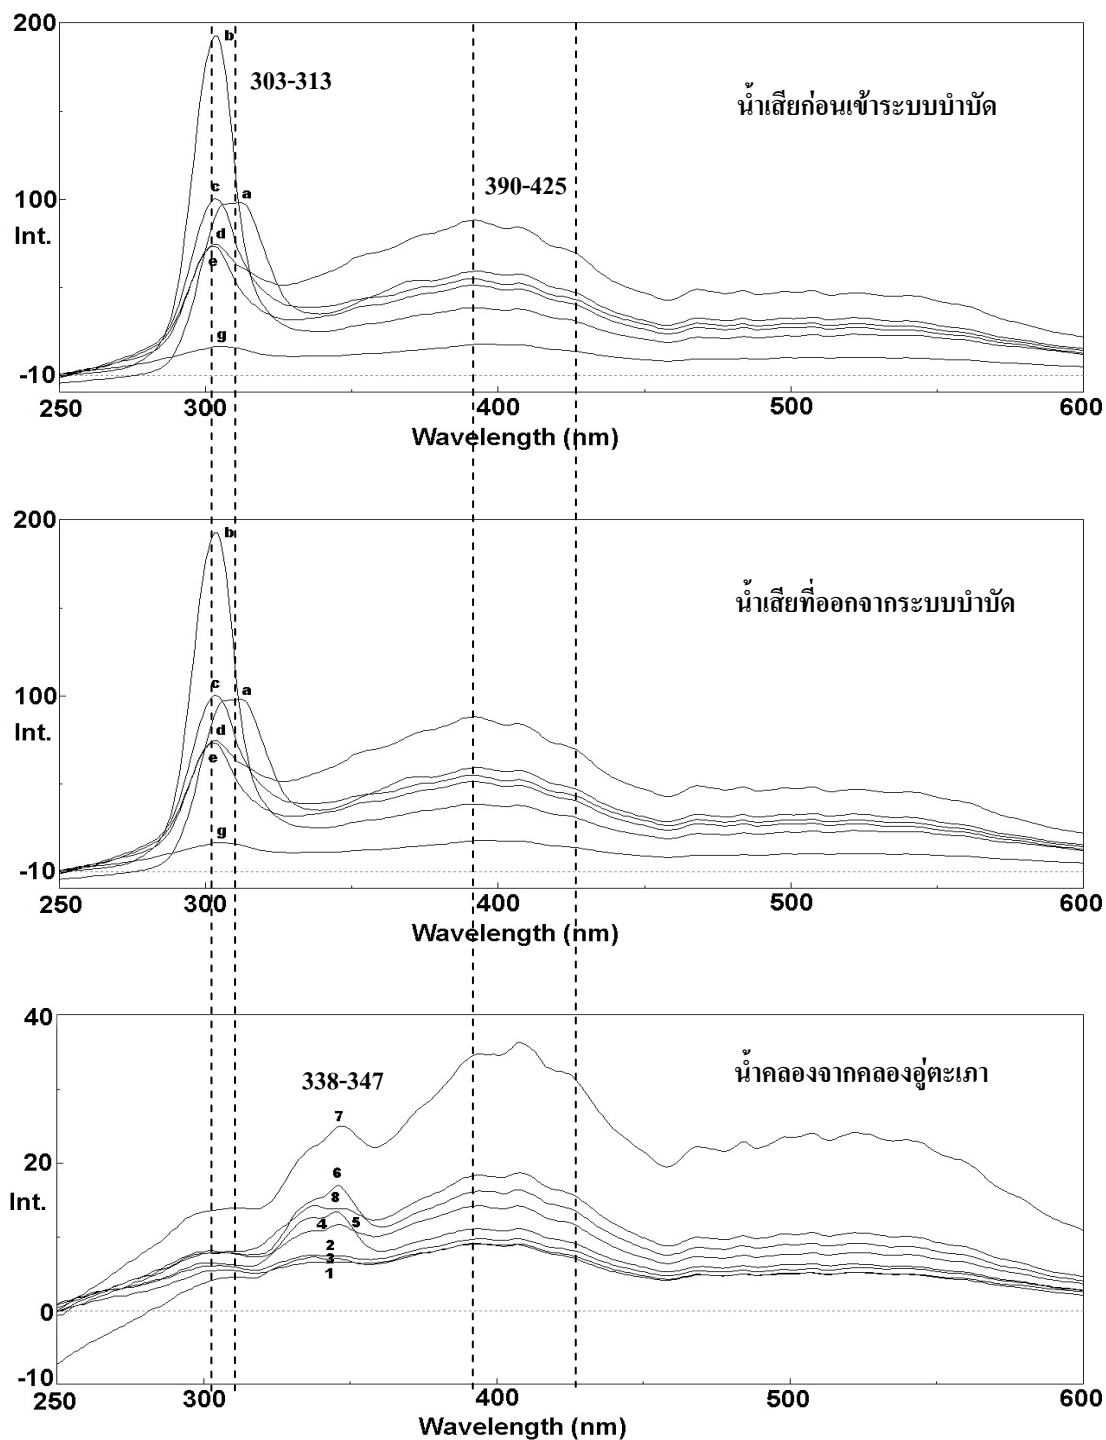 200
b
303-313
น้ำเสียก่อนเข้าระบบบำบัด
390-425
c
a
100
Int.
d
e
g
-10
250
300
400
500
600
Wavelength (nm)
200
b
น้ำเสียที่ออกจากระบบบำบัด
c
a
100
Int.
d
e
g
-10
250
300
400
500
600
Wavelength (nm)
40
338-347
น้ำคลองจากคลองอู่ตะเภา
7
20
6
Int.
8
4
5
2
3
1
0
-10
250
300
400
500
600
Wavelength (nm)